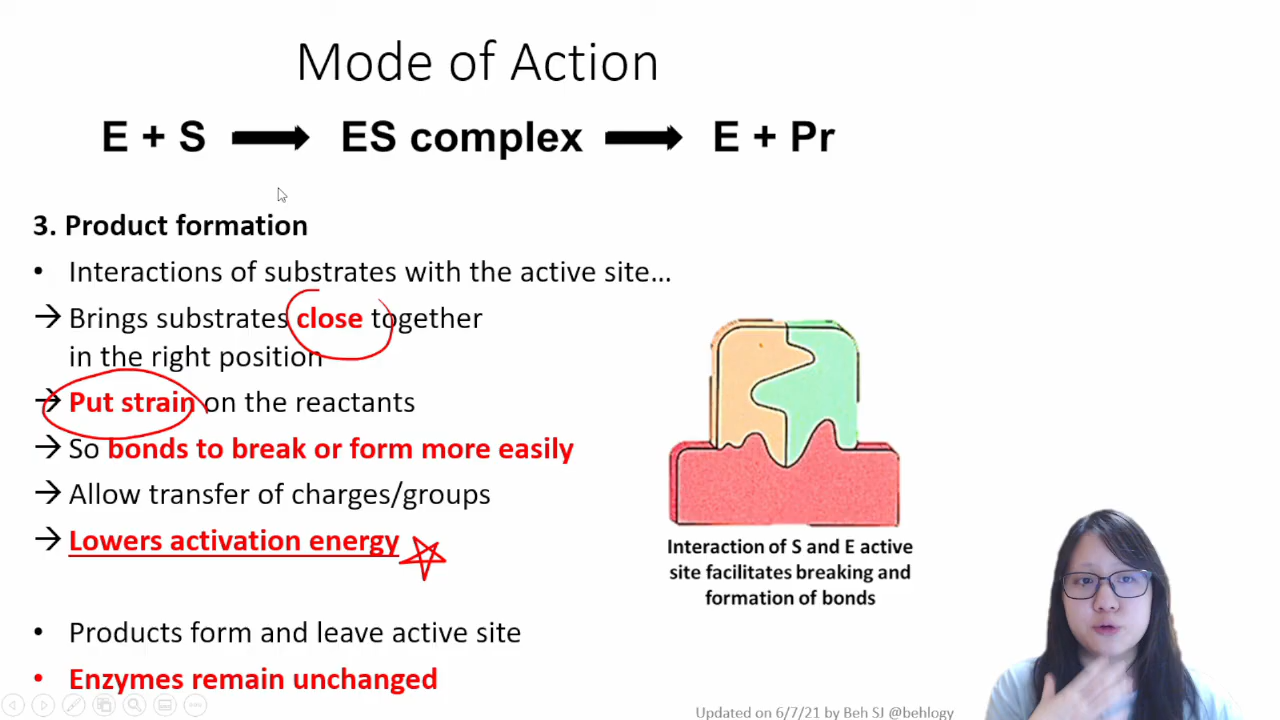 Mode of Action
E + S → ES complex → E + Pr
3. Product formation
• Interactions of substrates with the active site...
→ Brings substrates close together
in the right position
→ Put strain on the reactants
→ So bonds to break or form more easily
→ Allow transfer of charges/groups
→ Lowers activation energy
Interaction of S and E active
site facilitates breaking and
formation of bonds
• Products form and leave active site
• Enzymes remain unchanged
Updated on 6/7/21 by Beh SJ @behlogy